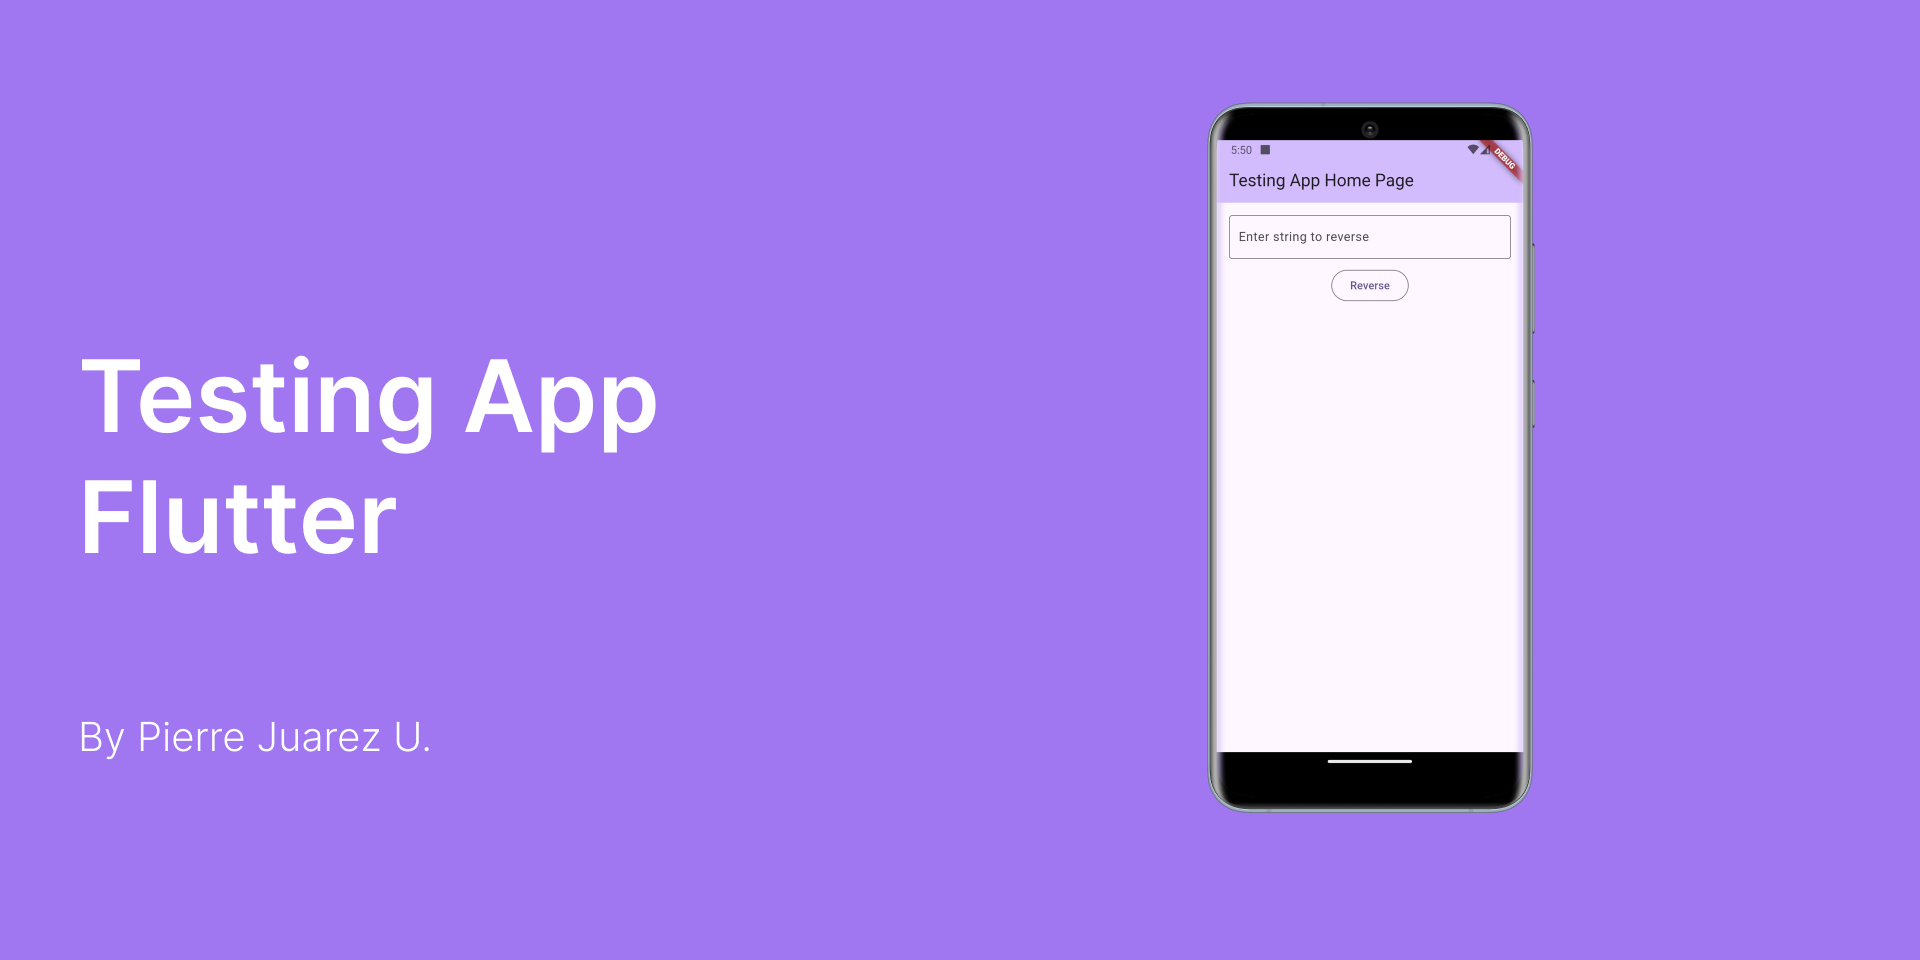 Testing App
Flutter
By Pierre Juarez U.
5:50
DEBUG
Testing App Home Page
Enter string to reverse
Reverse